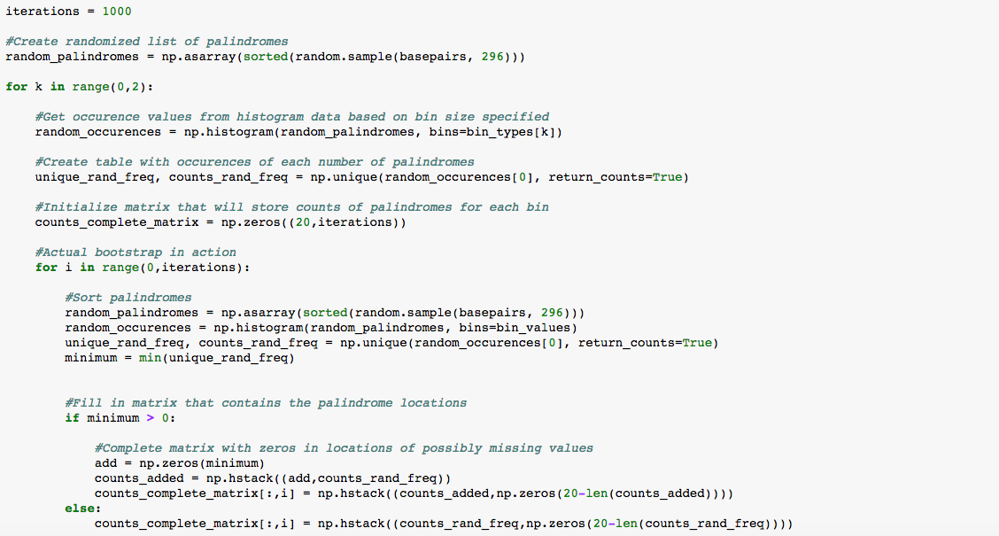 iterations = 1000
#Create randomized list of palindromes
random_palindromes = np.asarray(sorted(random.sample(basepairs, 296)))
for k in range(0,2):
#Get occurence values from histogram data based on bin size specified
random_occurences = np.histogram(random_palindromes, bins=bin_types[k])
#Create table with occurences of each number of palindromes
unique_rand_freq, counts_rand_freq = np.unique(random_occurences[0], return_counts=True)
#Initialize matrix that will store counts of palindromes for each bin
counts_complete_matrix = np.zeros((20,iterations))
#Actual bootstrap in action
for i in range(0,iterations):
#Sort palindromes
random_palindromes = np.asarray(sorted(random.sample(basepairs, 296)))
random_occurences = np.histogram(random_palindromes, bins=bin_values)
unique_rand_freq, counts_rand_freq = np.unique(random_occurences[0], return_counts=True)
minimum = min(unique_rand_freq)
#Fill in matrix that contains the palindrome locations
if minimum > 0:
#Complete matrix with zeros in locations of possibly missing values
add = np.zeros(minimum)
counts_added = np.hstack((add,counts_rand_freq))
counts_complete_matrix[:,i] = np.hstack((counts_added,np.zeros(20-len(counts_added))))
else:
counts_complete_matrix[:,i] = np.hstack((counts_rand_freq,np.zeros(20-len(counts_rand_freq))))